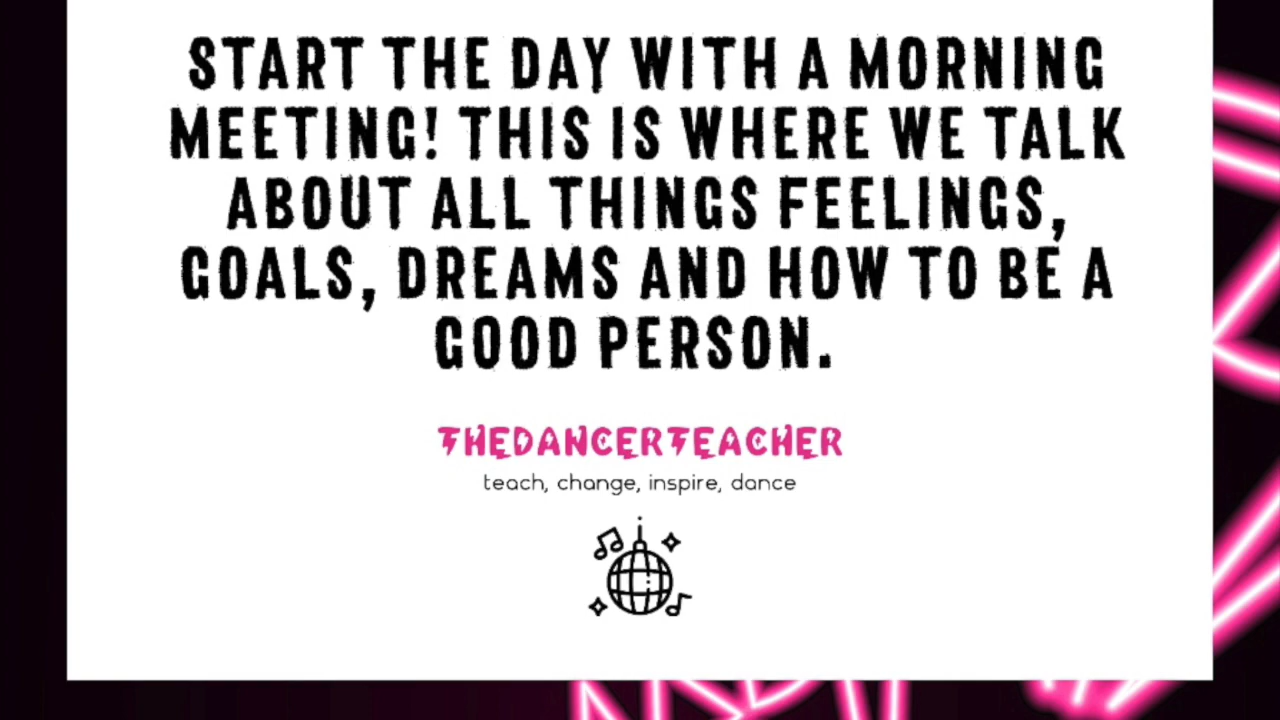 START THE DAY WITH A MORNING
MEETING! THIS IS WHERE WE TALK
ABOUT ALL THINGS FEELINGS,
GOALS, DREAMS AND HOW TO BE A
GOOD PERSON.
THEDANCERTEACHER
teach, change, inspire, dance